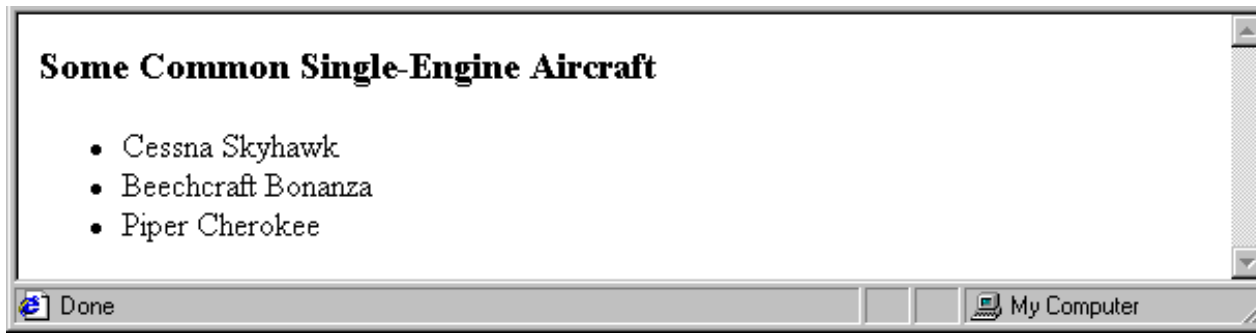 Some Common Single-Engine Aircraft
• Cessna Skyhawk
• Beechcraft Bonanza
• Piper Cherokee
Done My Computer